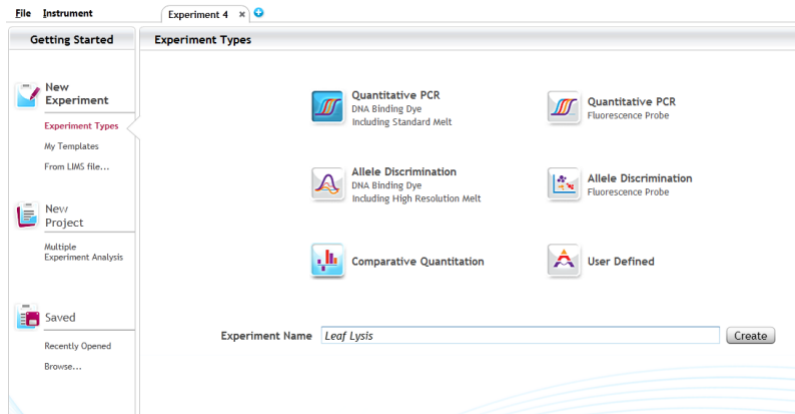 File Instrument
Experiment 4 x
Getting Started
Experiment Types
New
Experiment
Experiment Types
My Templates
From LIMS file...
New
Project
Multiple
Experiment Analysis
Saved
Recently Opened
Browse...
Quantitative PCR
DNA Binding Dye
Including Standard Melt
Quantitative PCR
Fluorescence Probe
Allele Discrimination
DNA Binding Dye
Including High Resolution Melt
Allele Discrimination
Fluorescence Probe
Comparative Quantitation
User Defined
Experiment Name Leaf Lysis Create